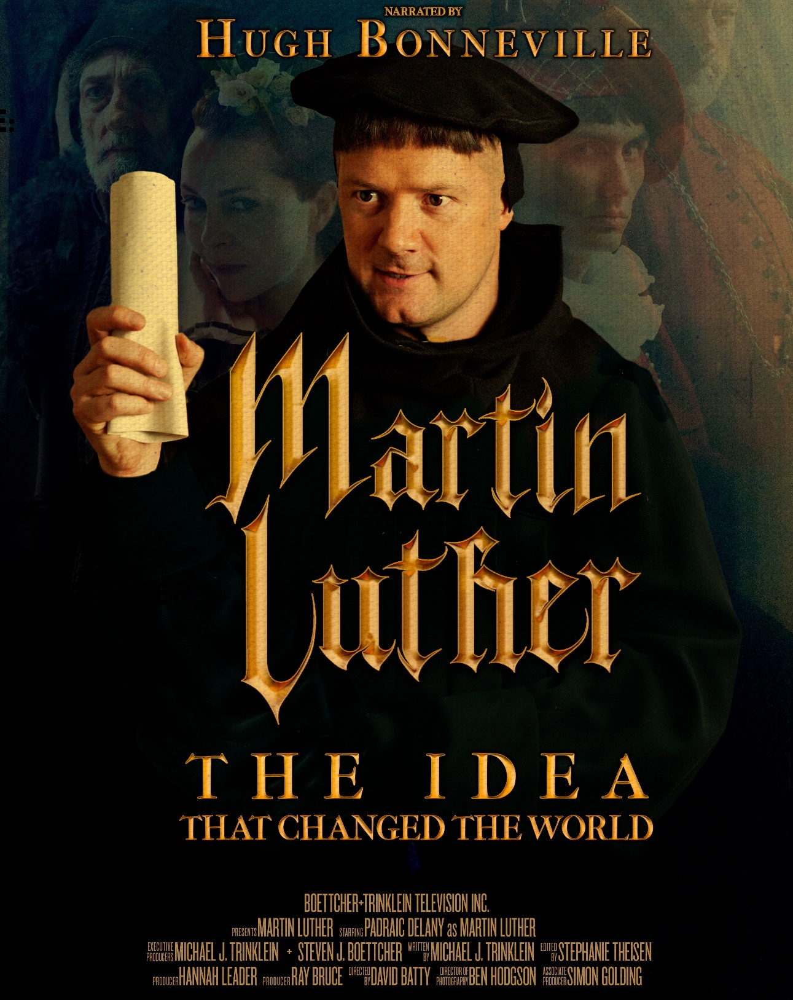 NARRATED BY
HUGH BONNEVILLE
Martin
Luther
THE IDEA
THAT CHANGED THE WORLD
BOETTCHER+TRINKLEIN TELEVISION INC.
PRESENTS MARTIN LUTHER STARRING PADRAIC DELANY as MARTIN LUTHER
EXECUTIVE PRODUCERS MICHAEL J. TRINKLEIN + STEVEN J. BOETTCHER WRITTEN BY MICHAEL J. TRINKLEIN EDITED BY STEPHANIE THEISEN
PRODUCER HANNAH LEADER PRODUCER RAY BRUCE DIRECTED BY DAVID BATTY DIRECTOR OF PHOTOGRAPHY BEN HODGSON ASSOCIATE PRODUCER SIMON GOLDING